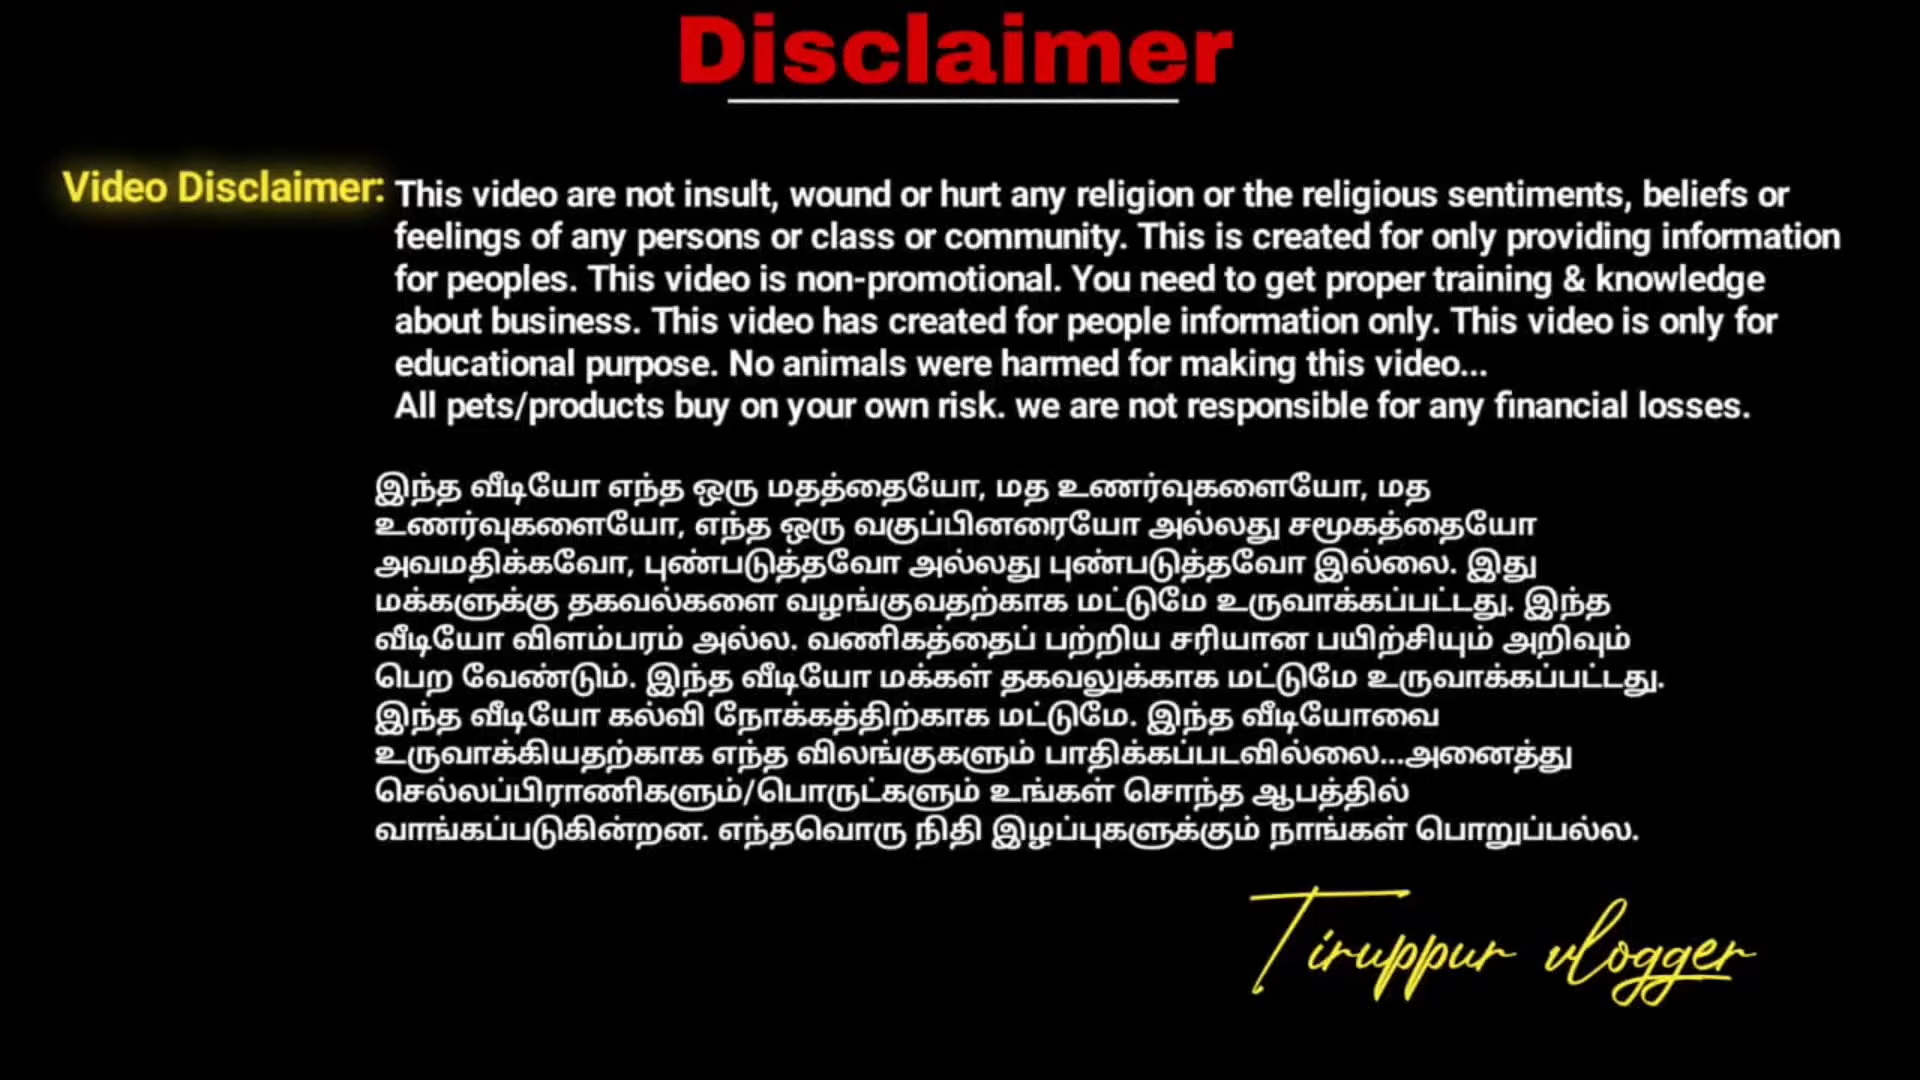 Disclaimer
Video Disclaimer: This video are not insult, wound or hurt any religion or the religious sentiments, beliefs or
feelings of any persons or class or community. This is created for only providing information
for peoples. This video is non-promotional. You need to get proper training & knowledge
about business. This video has created for people information only. This video is only for
educational purpose. No animals were harmed for making this video...
All pets/products buy on your own risk. we are not responsible for any financial losses.
இந்த வீடியோ எந்த ஒரு மதத்தையோ, மத உணர்வுகளையோ, மத
உணர்வுகளையோ, எந்த ஒரு வகுப்பினரையோ அல்லது சமூகத்தையோ
அவமதிக்கவோ, புண்படுத்தவோ அல்லது புண்படுத்தவோ இல்லை. இது
மக்களுக்கு தகவல்களை வழங்குவதற்காக மட்டுமே உருவாக்கப்பட்டது. இந்த
வீடியோ விளம்பரம் அல்ல. வணிகத்தைப் பற்றிய சரியான பயிற்சியும் அறிவும்
பெற வேண்டும். இந்த வீடியோ மக்கள் தகவலுக்காக மட்டுமே உருவாக்கப்பட்டது.
இந்த வீடியோ கல்வி நோக்கத்திற்காக மட்டுமே. இந்த வீடியோவை
உருவாக்கியதற்காக எந்த விலங்குகளும் பாதிக்கப்படவில்லை...அனைத்து
செல்லப்பிராணிகளும்/பொருட்களும் உங்கள் சொந்த ஆபத்தில்
வாங்கப்படுகின்றன. எந்தவொரு நிதி இழப்புகளுக்கும் நாங்கள் பொறுப்பல்ல.
Tiruppur vlogger